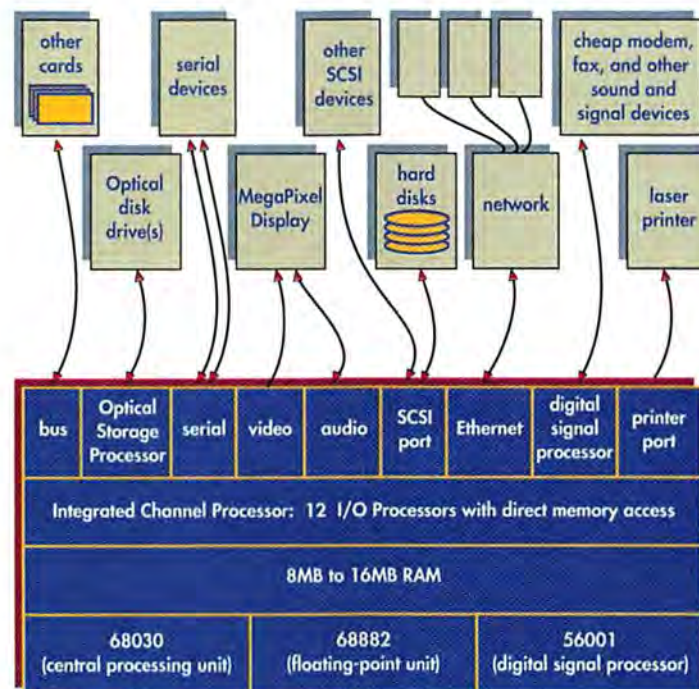 other
cards
serial
devices
other
SCSI
devices
cheap modem,
fax, and other
sound and
signal devices
Optical
disk
drive(s)
MegaPixel
Display
hard
disks
network
laser
printer
bus
Optical
Storage
Processor
serial
video
audio
SCSI
port
Ethernet
digital
signal
processor
printer
port
Integrated Channel Processor: 12 I/O Processors with direct memory access
8MB to 16MB RAM
68030
(central processing unit)
68882
(floating-point unit)
56001
(digital signal processor)